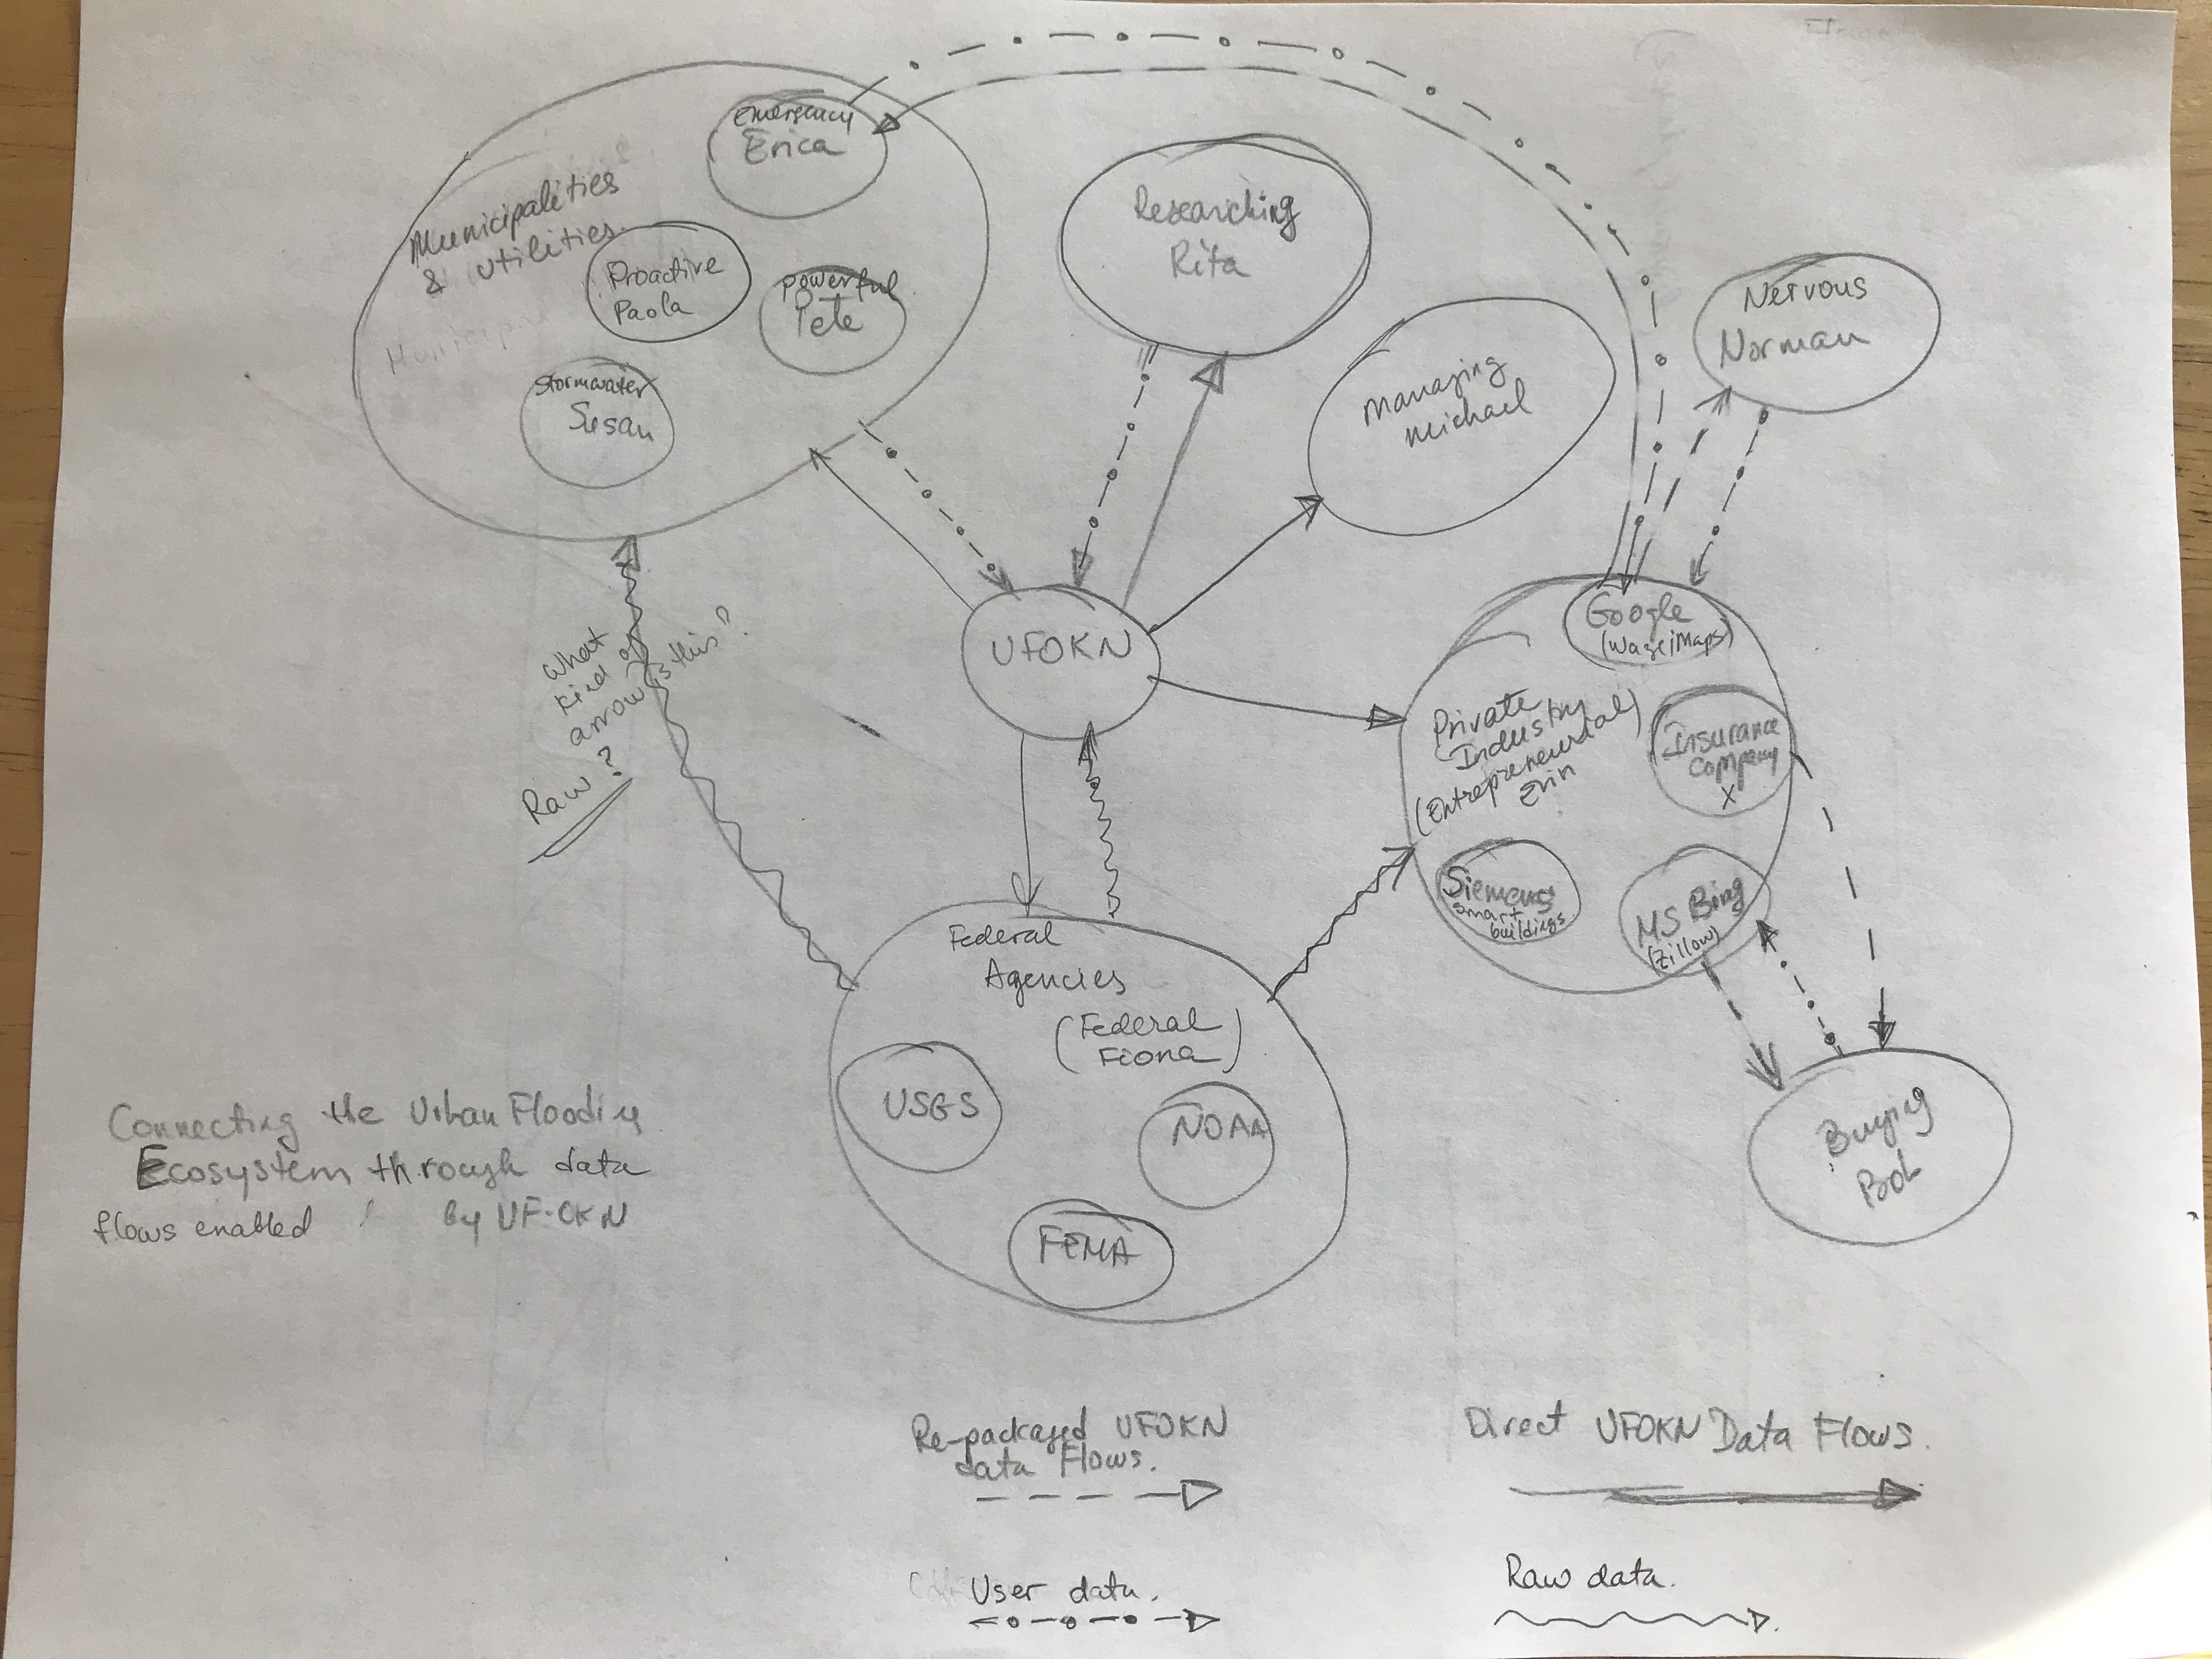 Emergency
Erica
Municipalities
& utilities
Municipal
Proactive
Paola
Powerful
Pete
Stormwater
Susan
Researching
Rita
Managing
Michael
Nervous
Norman
UFOKN
Google
(Waze/Maps)
Private
Industry
(Entrepreneurial)
Erin
Insurance
Company
X
Siemens
smart
buildings
MS Bing
(Zillow)
What
kind of
arrow is this?
Raw?
Federal
Agencies
(Federal
Fiona)
USGS
NOAA
FEMA
Buying
Bob
Connecting the Urban Flooding
Ecosystem through data
flows enabled by UF-OKN
Re-packaged UFOKN
data Flows.
Direct UFOKN Data Flows.
User data.
Raw data.